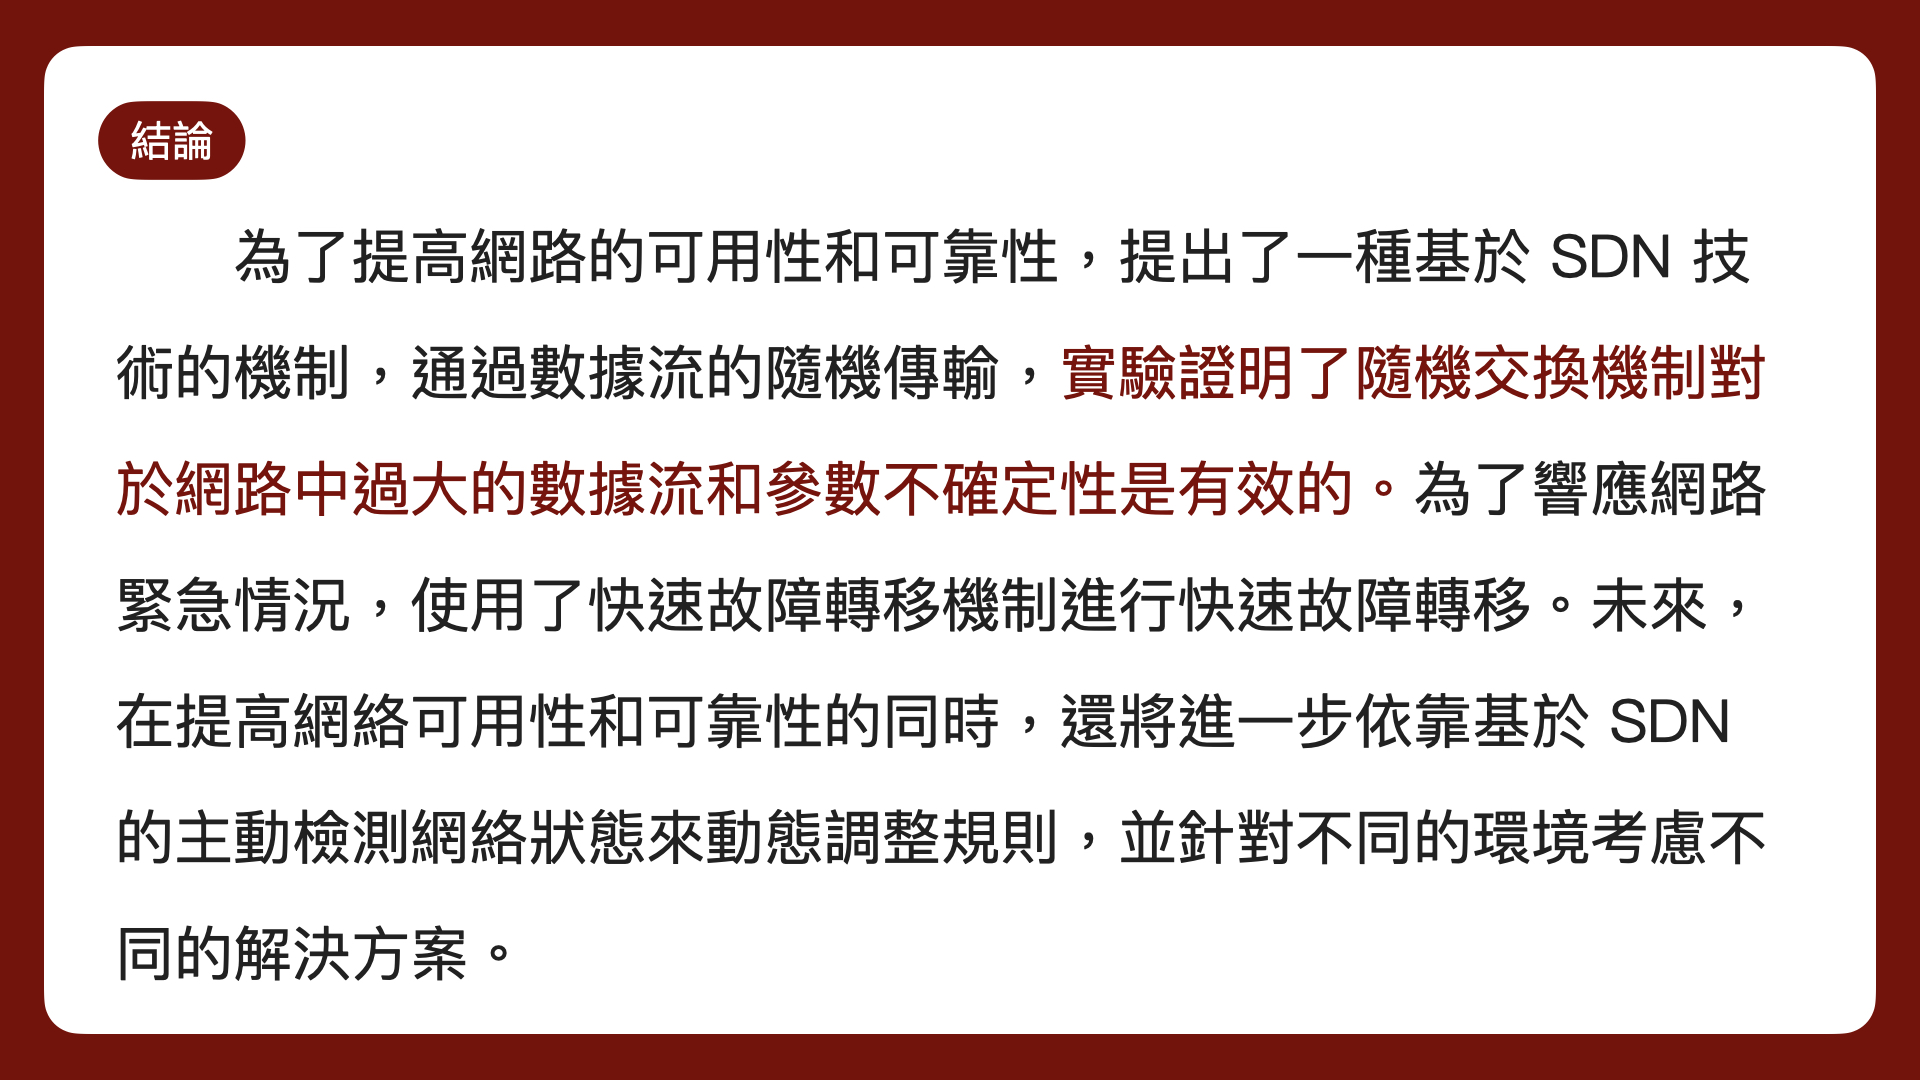 結論
為了提高網路的可用性和可靠性，提出了一種基於 SDN 技
術的機制，通過數據流的隨機傳輸，實驗證明了隨機交換機制對
於網路中過大的數據流和參數不確定性是有效的。為了響應網路
緊急情況，使用了快速故障轉移機制進行快速故障轉移。未來，
在提高網絡可用性和可靠性的同時，還將進一步依靠基於 SDN
的主動檢測網絡狀態來動態調整規則，並針對不同的環境考慮不
同的解決方案。